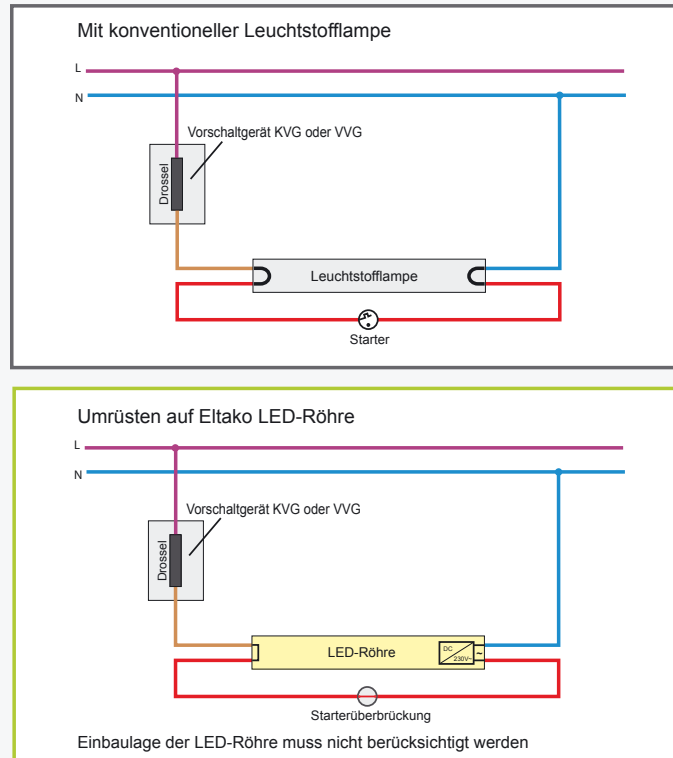 Mit konventioneller Leuchtstofflampe
L
N
Vorschaltgerät KVG oder VVG
Drossel
Leuchtstofflampe
Starter
Umrüsten auf Eltako LED-Röhre
L
N
Vorschaltgerät KVG oder VVG
Drossel
LED-Röhre
DC
230V~
~
Starterüberbrückung
Einbaulage der LED-Röhre muss nicht berücksichtigt werden